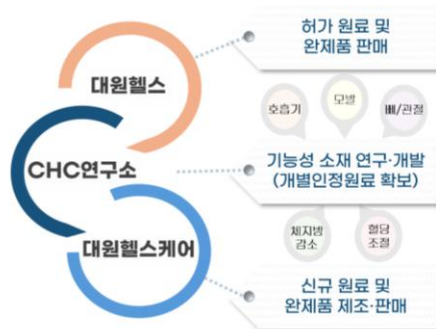 대원헬스
허가 원료 및
완제품 판매
호흡기
모발
뼈/관절
CHC연구소
기능성 소재 연구·개발
(개별인정원료 확보)
체지방
감소
혈당
조절
대원헬스케어
신규 원료 및
완제품 제조·판매